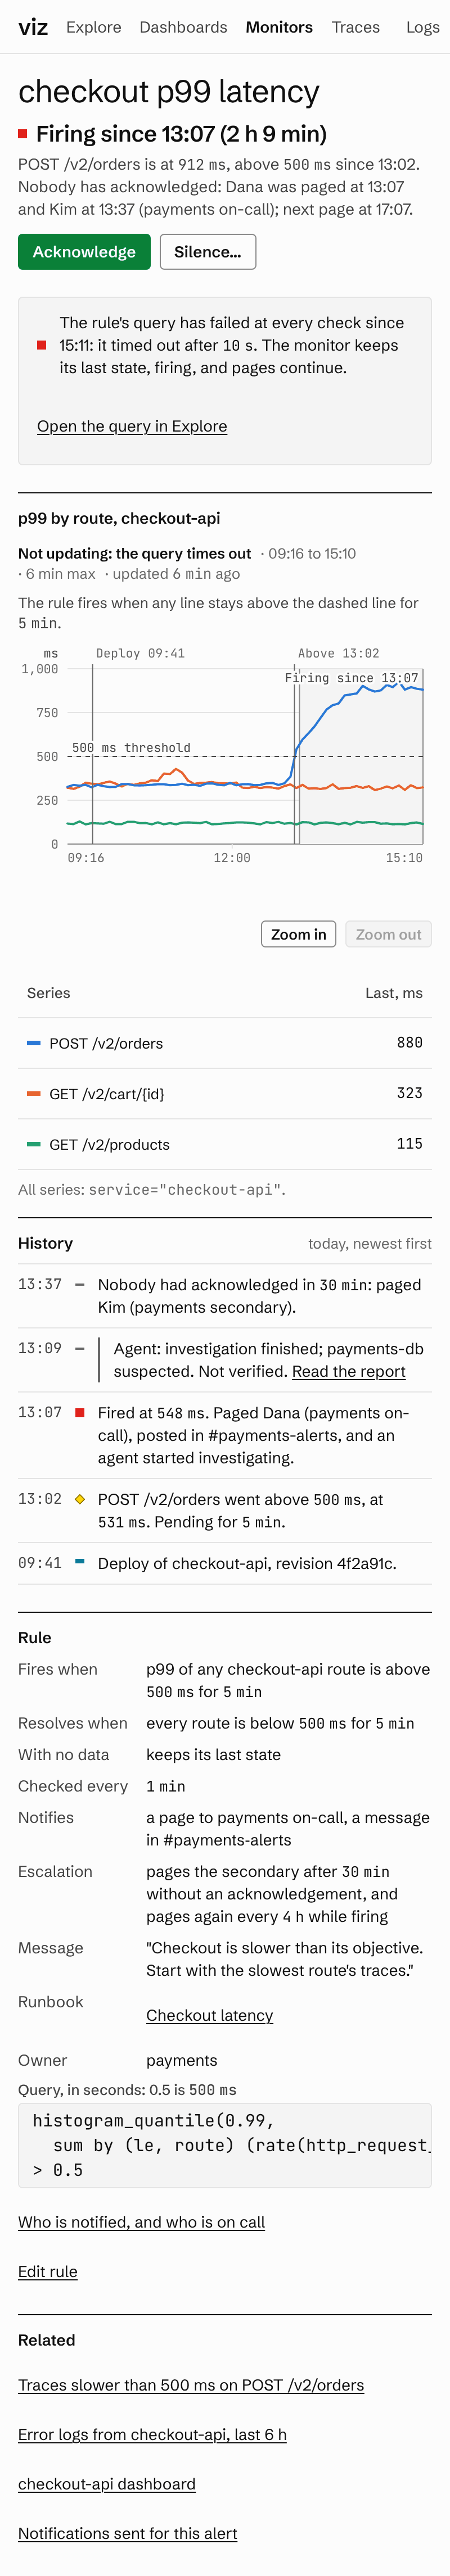 viz Explore Dashboards Monitors Traces Logs
checkout p99 latency
Firing since 13:07 (2 h 9 min)
POST /v2/orders is at 912 ms, above 500 ms since 13:02.
Nobody has acknowledged: Dana was paged at 13:07
and Kim at 13:37 (payments on-call); next page at 17:07.
Acknowledge Silence…
The rule's query has failed at every check since
15:11: it timed out after 10 s. The monitor keeps
its last state, firing, and pages continue.
Open the query in Explore
p99 by route, checkout-api
Not updating: the query times out · 09:16 to 15:10
· 6 min max · updated 6 min ago
The rule fires when any line stays above the dashed line for
5 min.
ms Deploy 09:41 Above 13:02
1,000
Firing since 13:07
750
500 ms threshold
500
250
0
09:16 12:00 15:10
Zoom in Zoom out
Series Last, ms
POST /v2/orders 880
GET /v2/cart/{id} 323
GET /v2/products 115
All series: service="checkout-api".
History today, newest first
13:37 Nobody had acknowledged in 30 min: paged
Kim (payments secondary).
13:09 Agent: investigation finished; payments-db
suspected. Not verified. Read the report
13:07 Fired at 548 ms. Paged Dana (payments on-
call), posted in #payments-alerts, and an
agent started investigating.
13:02 POST /v2/orders went above 500 ms, at
531 ms. Pending for 5 min.
09:41 Deploy of checkout-api, revision 4f2a91c.
Rule
Fires when p99 of any checkout-api route is above
500 ms for 5 min
Resolves when every route is below 500 ms for 5 min
With no data keeps its last state
Checked every 1 min
Notifies a page to payments on-call, a message
in #payments-alerts
Escalation pages the secondary after 30 min
without an acknowledgement, and
pages again every 4 h while firing
Message "Checkout is slower than its objective.
Start with the slowest route's traces."
Runbook Checkout latency
Owner payments
Query, in seconds: 0.5 is 500 ms
histogram_quantile(0.99,
sum by (le, route) (rate(http_request_
> 0.5
Who is notified, and who is on call
Edit rule
Related
Traces slower than 500 ms on POST /v2/orders
Error logs from checkout-api, last 6 h
checkout-api dashboard
Notifications sent for this alert